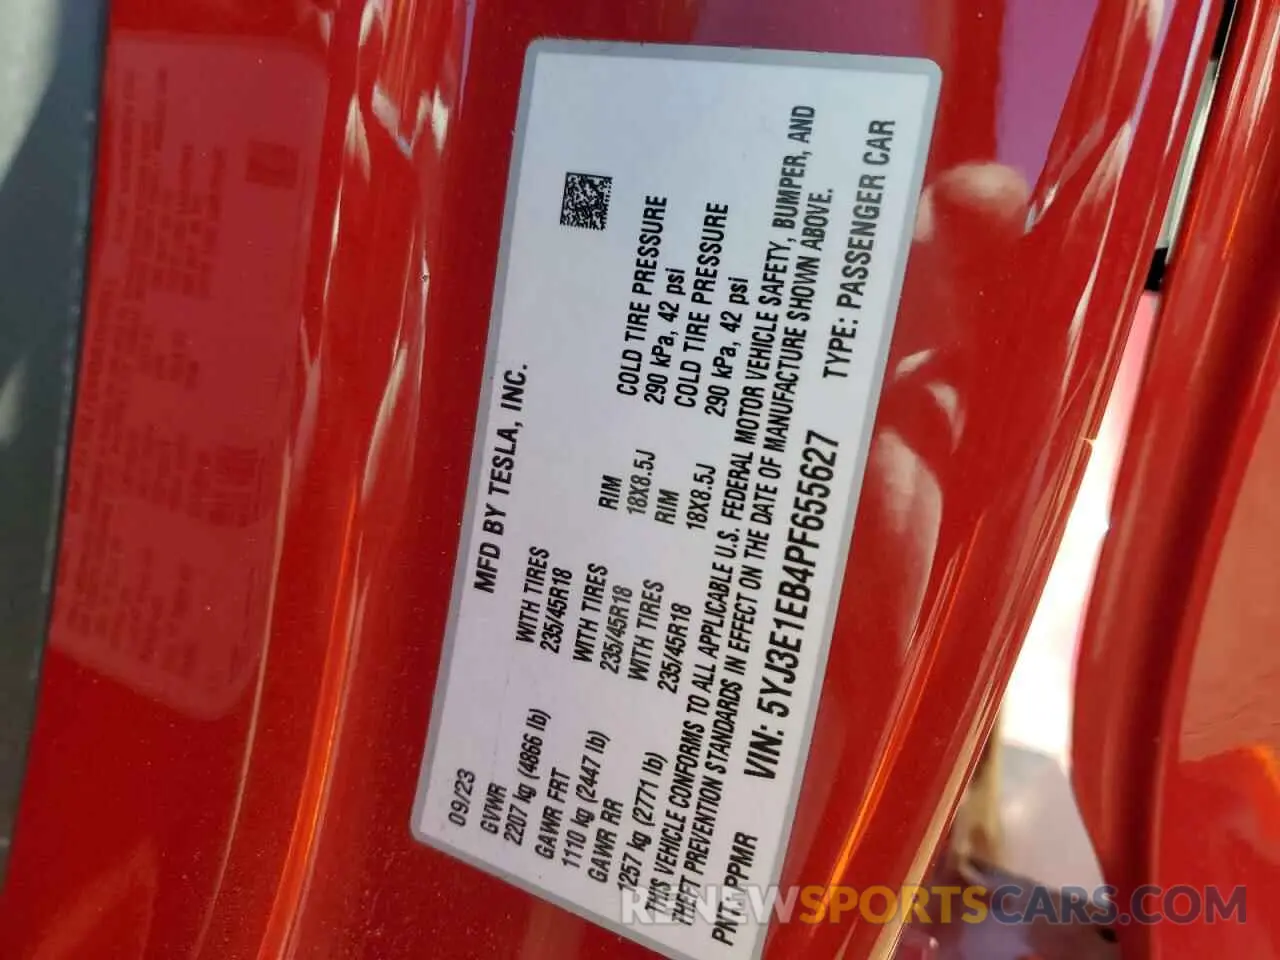 MFD BY TESLA, INC.
09/23
GVWR
2207 kg (4866 lb)
WITH TIRES
235/45R18
GAWR FRT
1110 kg (2447 lb)
WITH TIRES
235/45R18
RIM
18X8.5J
COLD TIRE PRESSURE
290 kPa, 42 psi
GAWR RR
1257 kg (2771 lb)
WITH TIRES
235/45R18
RIM
18X8.5J
COLD TIRE PRESSURE
290 kPa, 42 psi
THIS VEHICLE CONFORMS TO ALL APPLICABLE U.S. FEDERAL MOTOR VEHICLE SAFETY, BUMPER, AND
THEFT PREVENTION STANDARDS IN EFFECT ON THE DATE OF MANUFACTURE SHOWN ABOVE.
PNT: PPMR VIN: 5YJ3E1EB4PF655627 TYPE: PASSENGER CAR
RENEWSPORTSCARS.COM